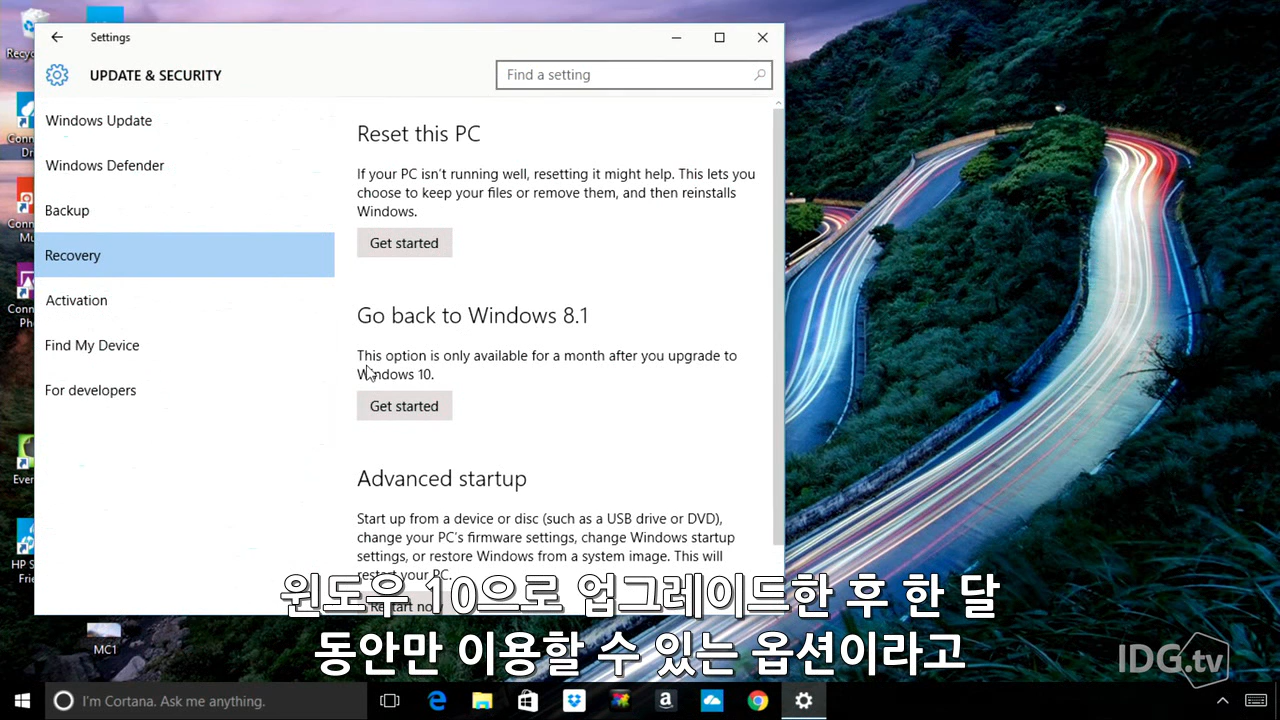 Settings
UPDATE & SECURITY
Find a setting
Windows Update
Windows Defender
Backup
Recovery
Activation
Find My Device
For developers
Reset this PC
If your PC isn't running well, resetting it might help. This lets you
choose to keep your files or remove them, and then reinstalls
Windows.
Get started
Go back to Windows 8.1
This option is only available for a month after you upgrade to
Windows 10.
Get started
Advanced startup
Start up from a device or disc (such as a USB drive or DVD),
change your PC's firmware settings, change Windows startup
settings, or restore Windows from a system image. This will
restart your PC.
Restart now
윈도우 10으로 업그레이드한 후 한 달
동안만 이용할 수 있는 옵션이라고
MC1
IDG.tv
I'm Cortana. Ask me anything.